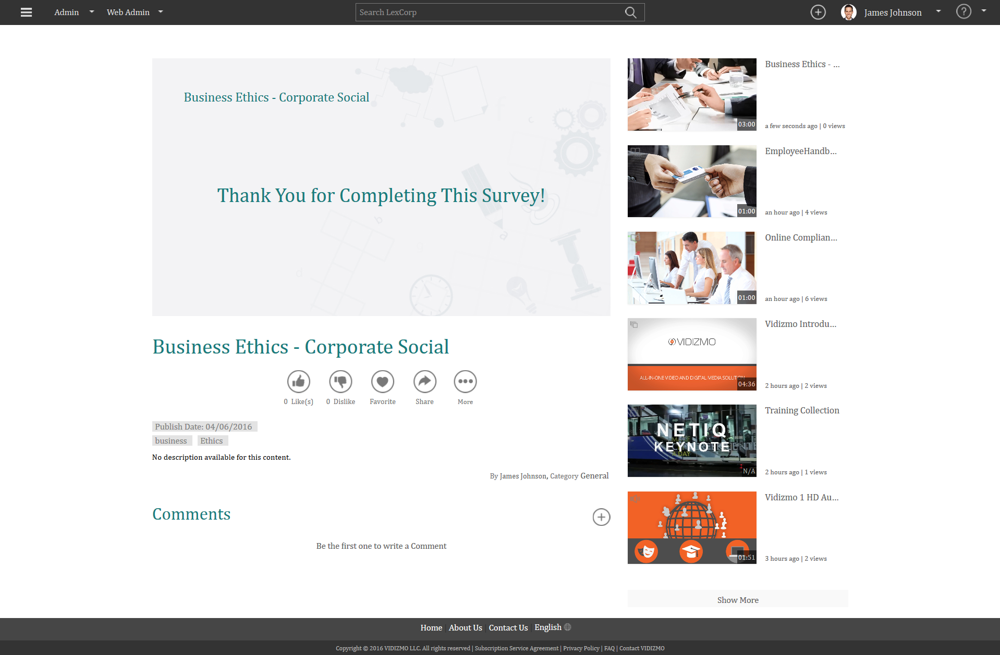 Admin
Web Admin
Search LexCorp
James Johnson
?
Business Ethics - Corporate Social
Thank You for Completing This Survey!
Business Ethics - Corporate Social
0 Like(s)
0 Dislike
Favorite
Share
More
Publish Date: 04/06/2016
business
Ethics
No description available for this content.
By James Johnson, Category General
Comments
Be the first one to write a Comment
03:00
Business Ethics - ...
a few seconds ago | 0 views
01:00
EmployeeHandb...
an hour ago | 4 views
01:00
Online Complian...
an hour ago | 6 views
VIDIZMO
ALL-IN-ONE VIDEO AND DIGITAL MEDIA SOLUTION
04:36
Vidizmo Introdu...
2 hours ago | 2 views
NETIQ
KEYNOTE
A DAY
N/A
Training Collection
2 hours ago | 1 views
01:51
Vidizmo 1 HD Au...
3 hours ago | 2 views
Show More
Home | About Us | Contact Us | English
Copyright © 2016 VIDIZMO LLC. All rights reserved | Subscription Service Agreement | Privacy Policy | FAQ | Contact VIDIZMO